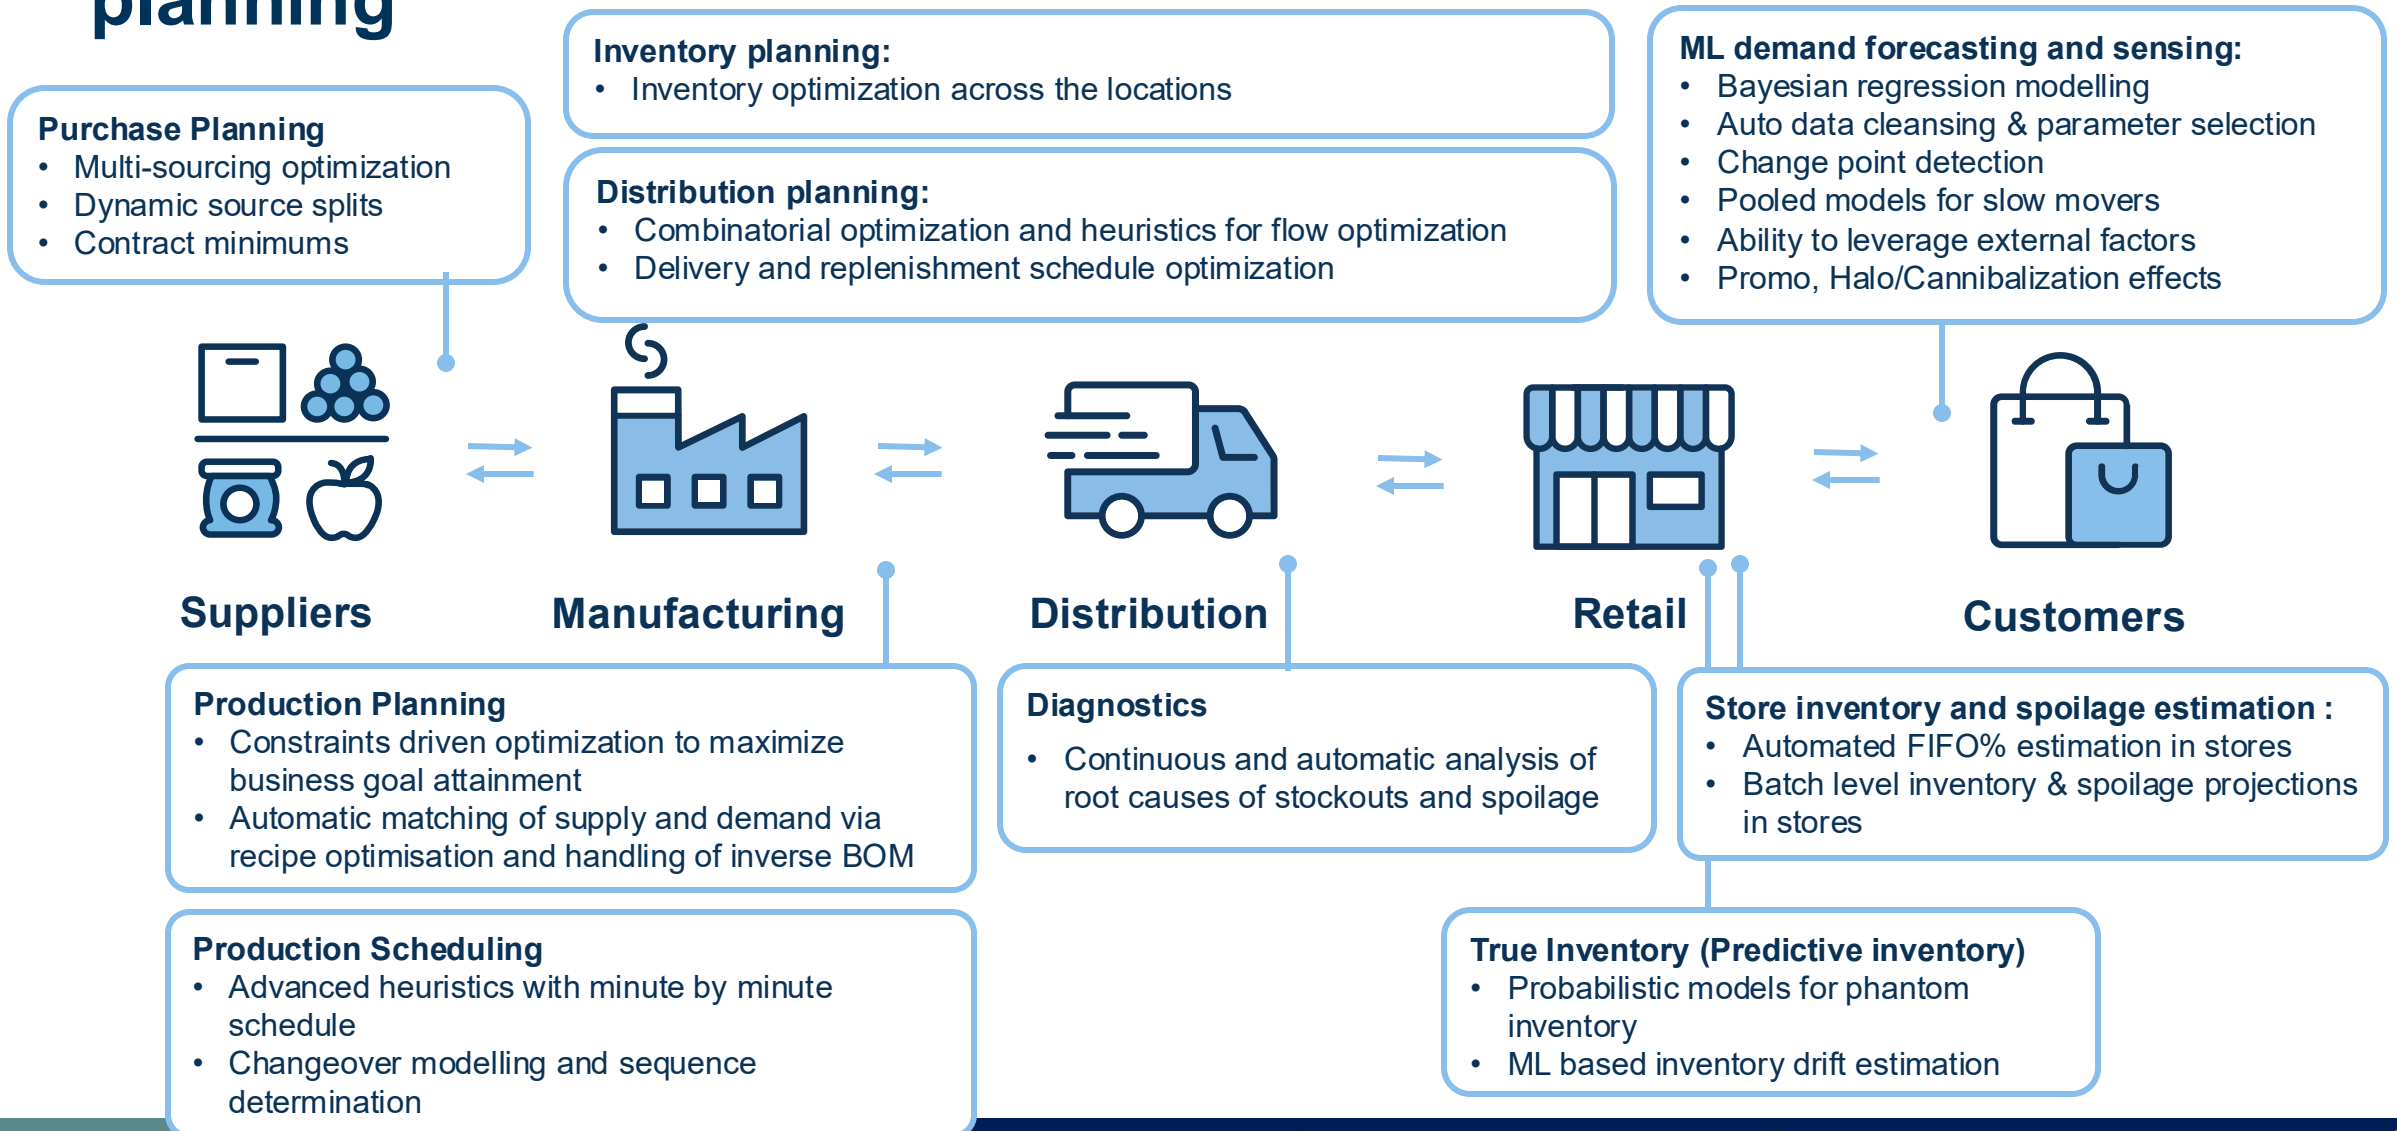 planning
Purchase Planning
• Multi-sourcing optimization
• Dynamic source splits
• Contract minimums
Inventory planning:
• Inventory optimization across the locations
Distribution planning:
• Combinatorial optimization and heuristics for flow optimization
• Delivery and replenishment schedule optimization
ML demand forecasting and sensing:
• Bayesian regression modelling
• Auto data cleansing & parameter selection
• Change point detection
• Pooled models for slow movers
• Ability to leverage external factors
• Promo, Halo/Cannibalization effects
Suppliers
Manufacturing
Distribution
Retail
Customers
Production Planning
• Constraints driven optimization to maximize
business goal attainment
• Automatic matching of supply and demand via
recipe optimisation and handling of inverse BOM
Diagnostics
• Continuous and automatic analysis of
root causes of stockouts and spoilage
Store inventory and spoilage estimation :
• Automated FIFO% estimation in stores
• Batch level inventory & spoilage projections
in stores
Production Scheduling
• Advanced heuristics with minute by minute
schedule
• Changeover modelling and sequence
determination
True Inventory (Predictive inventory)
• Probabilistic models for phantom
inventory
• ML based inventory drift estimation